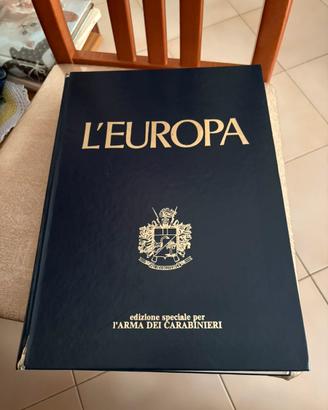 L'EUROPA
edizione speciale per
l'ARMA DEI CARABINIERI